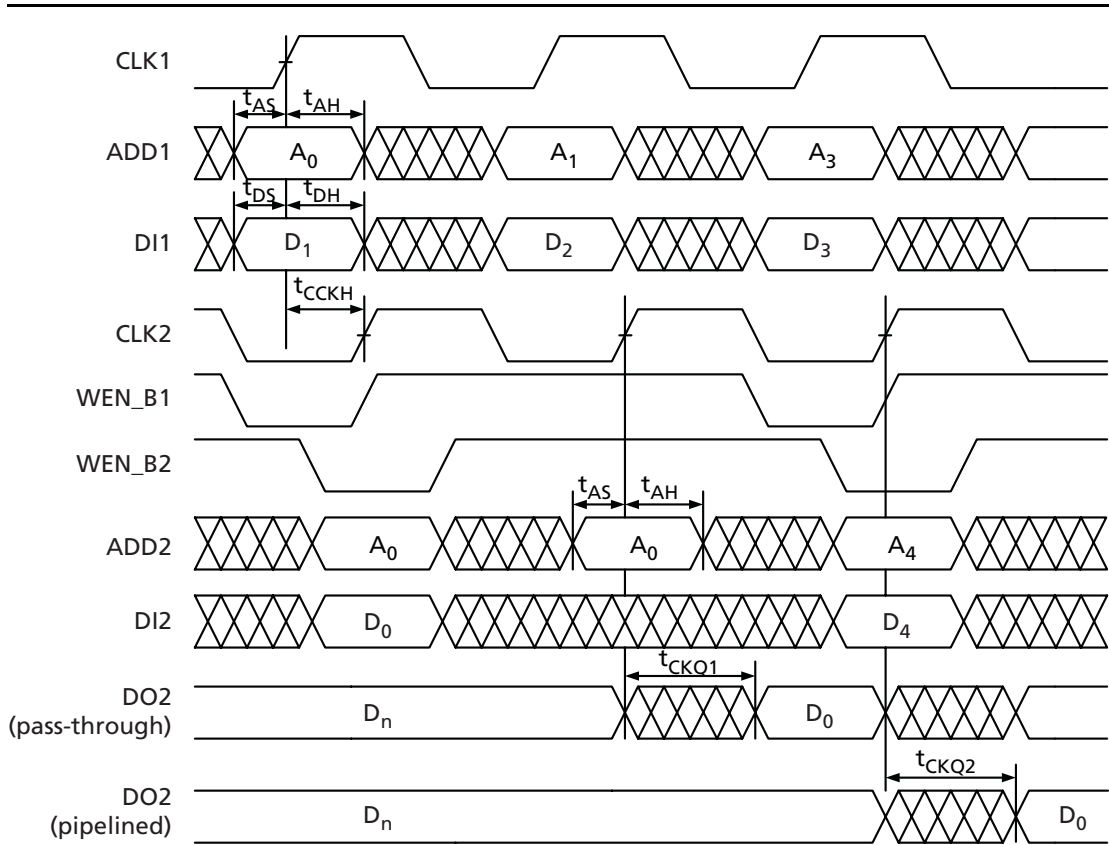 CLK1
tAS tAH
ADD1 A0 A1 A3
tDS tDH
DI1 D1 D2 D3
tCCKH
CLK2
WEN_B1
WEN_B2
tAS tAH
ADD2 A0 A0 A4
DI2 D0 D4
tCKQ1
DO2
(pass-through) Dn D0
tCKQ2
DO2
(pipelined) Dn D0